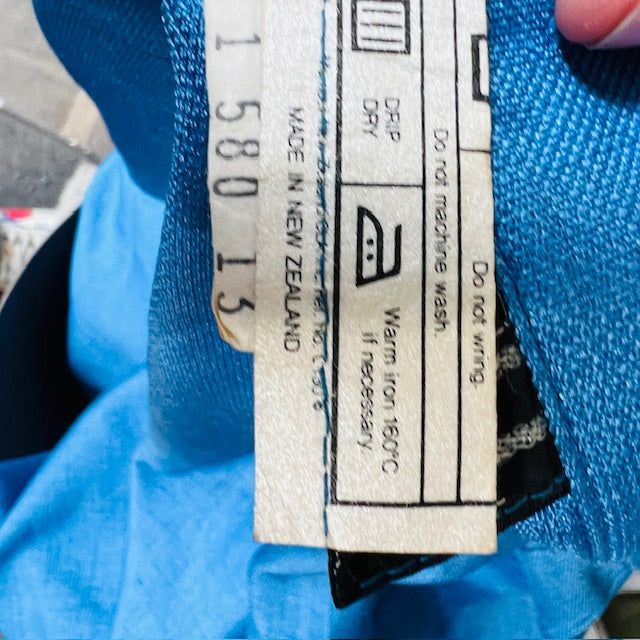 Do not wring.
Do not machine wash.
DRIP
DRY
Warm iron 160°C
if necessary
MADE IN NEW ZEALAND
1 580 13